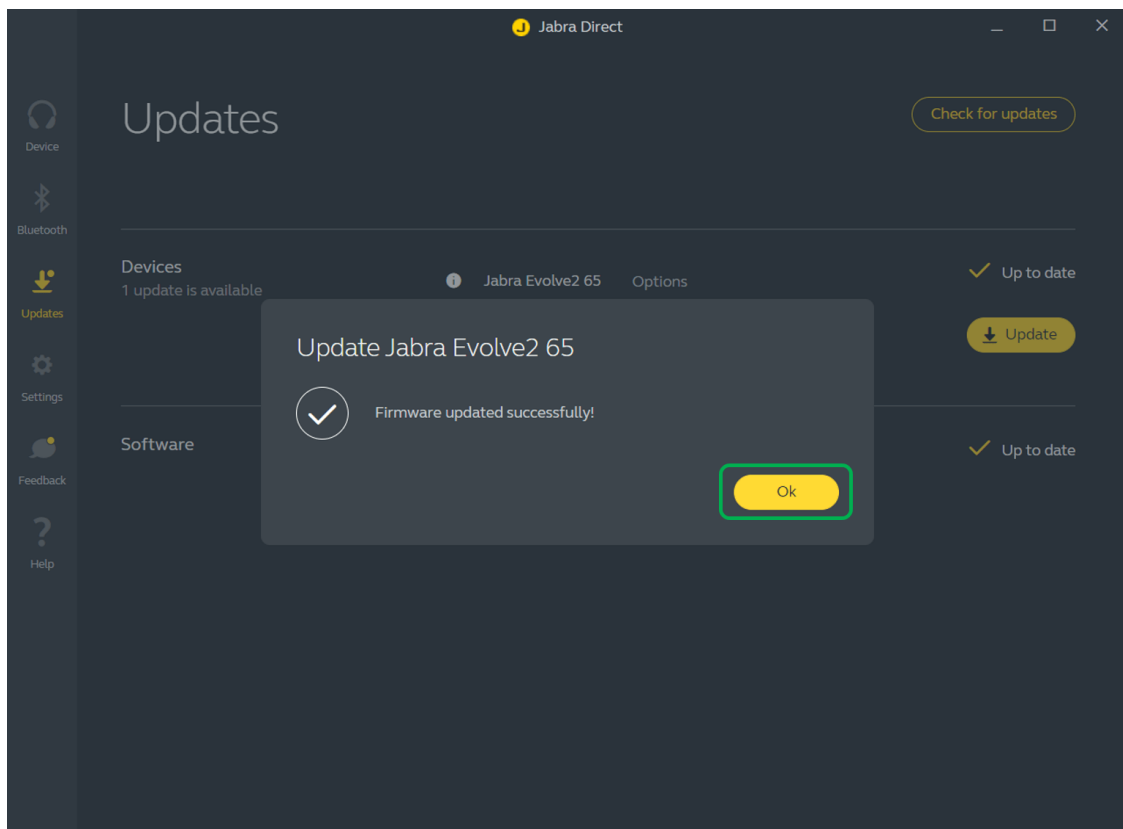 Jabra Direct
Updates
Check for updates
Device
Bluetooth
Updates
Settings
Feedback
Help
Devices
1 update is available
Jabra Evolve2 65 Options
Up to date
Update
Update Jabra Evolve2 65
Firmware updated successfully!
Ok
Software
Up to date